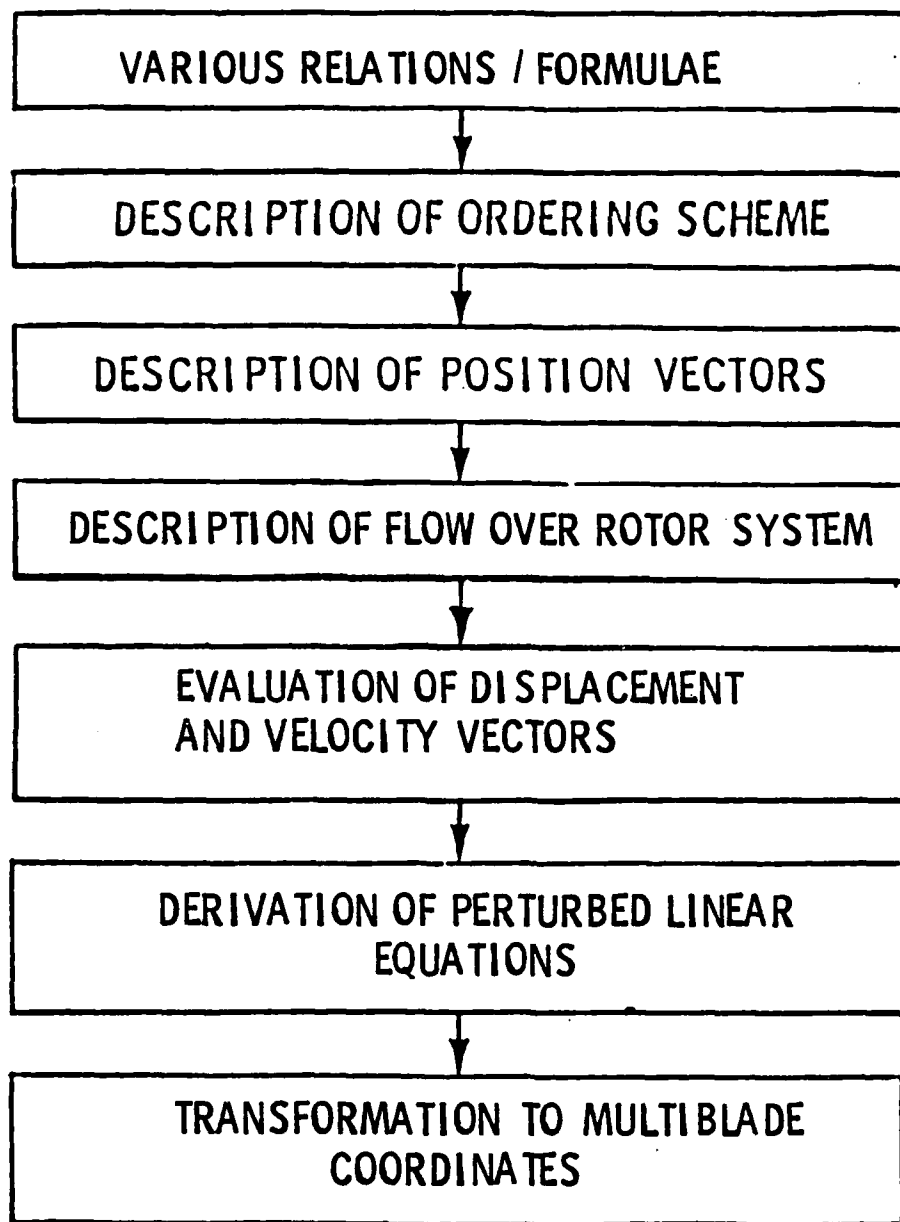 VARIOUS RELATIONS / FORMULAE
DESCRIPTION OF ORDERING SCHEME
DESCRIPTION OF POSITION VECTORS
DESCRIPTION OF FLOW OVER ROTOR SYSTEM
EVALUATION OF DISPLACEMENT
AND VELOCITY VECTORS
DERIVATION OF PERTURBED LINEAR
EQUATIONS
TRANSFORMATION TO MULTIBLADE
COORDINATES